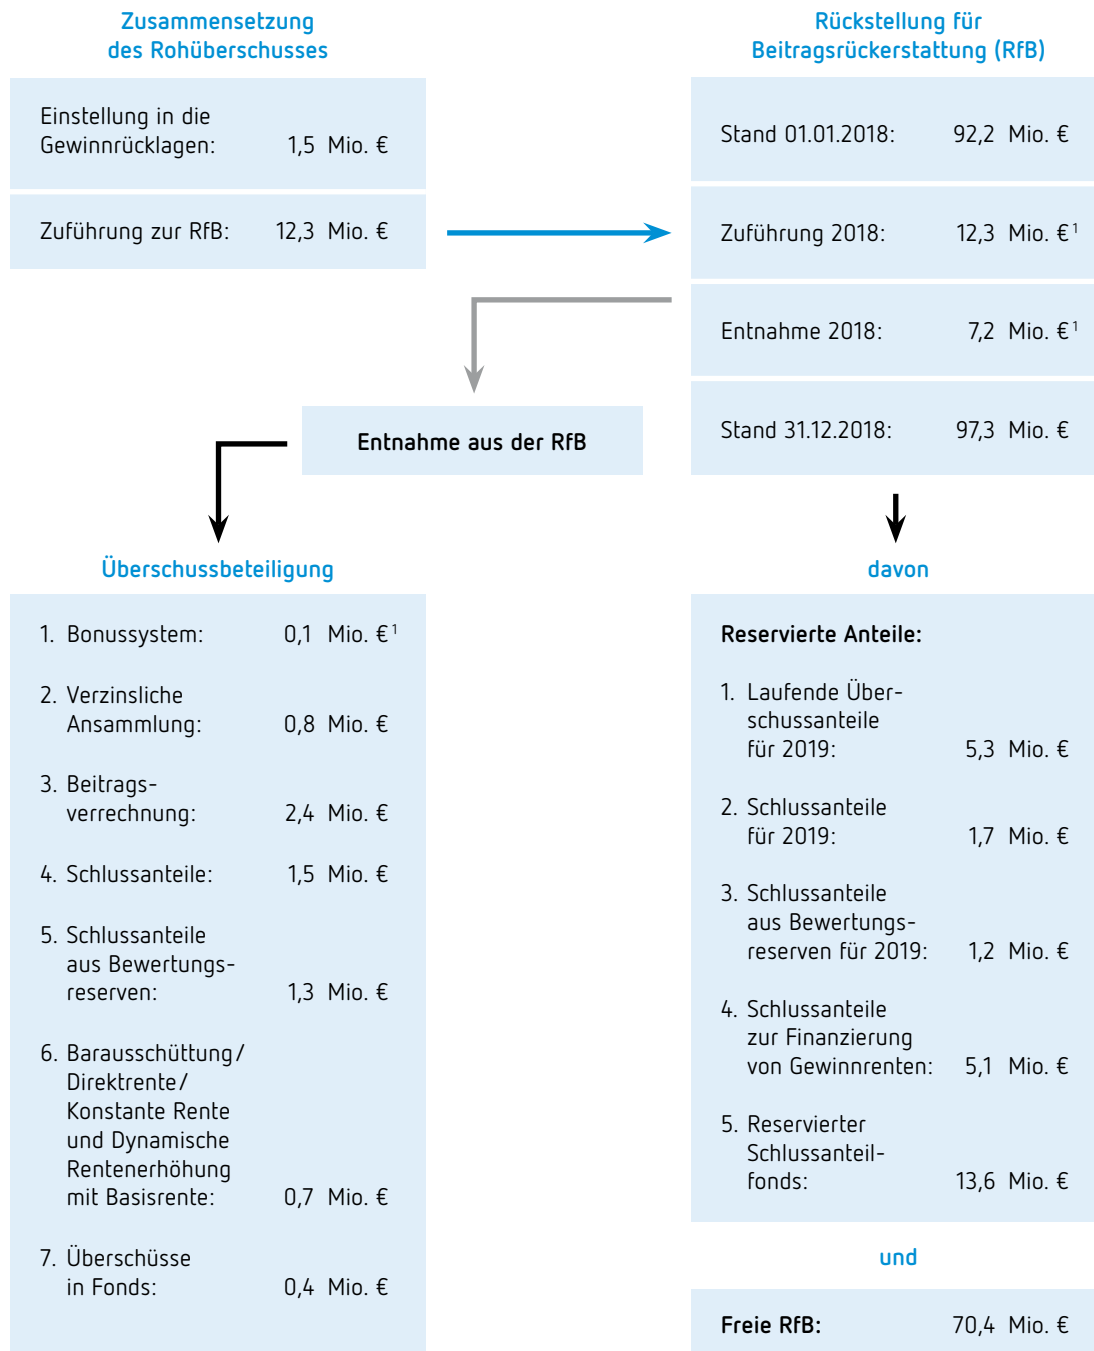 Zusammensetzung
des Rohüberschusses
Einstellung in die
Gewinnrücklagen: 1,5 Mio. €
Zuführung zur RfB: 12,3 Mio. €
Rückstellung für
Beitragsrückerstattung (RfB)
Stand 01.01.2018: 92,2 Mio. €
Zuführung 2018: 12,3 Mio. €¹
Entnahme 2018: 7,2 Mio. €¹
Stand 31.12.2018: 97,3 Mio. €
Entnahme aus der RfB
Überschussbeteiligung
1. Bonussystem: 0,1 Mio. €¹
2. Verzinsliche
Ansammlung: 0,8 Mio. €
3. Beitrags-
verrechnung: 2,4 Mio. €
4. Schlussanteile: 1,5 Mio. €
5. Schlussanteile
aus Bewertungs-
reserven: 1,3 Mio. €
6. Barausschüttung/
Direktrente/
Konstante Rente
und Dynamische
Rentenerhöhung
mit Basisrente: 0,7 Mio. €
7. Überschüsse
in Fonds: 0,4 Mio. €
davon
Reservierte Anteile:
1. Laufende Über-
schussanteile
für 2019: 5,3 Mio. €
2. Schlussanteile
für 2019: 1,7 Mio. €
3. Schlussanteile
aus Bewertungs-
reserven für 2019: 1,2 Mio. €
4. Schlussanteile
zur Finanzierung
von Gewinnrenten: 5,1 Mio. €
5. Reservierter
Schlussanteil-
fonds: 13,6 Mio. €
und
Freie RfB: 70,4 Mio. €